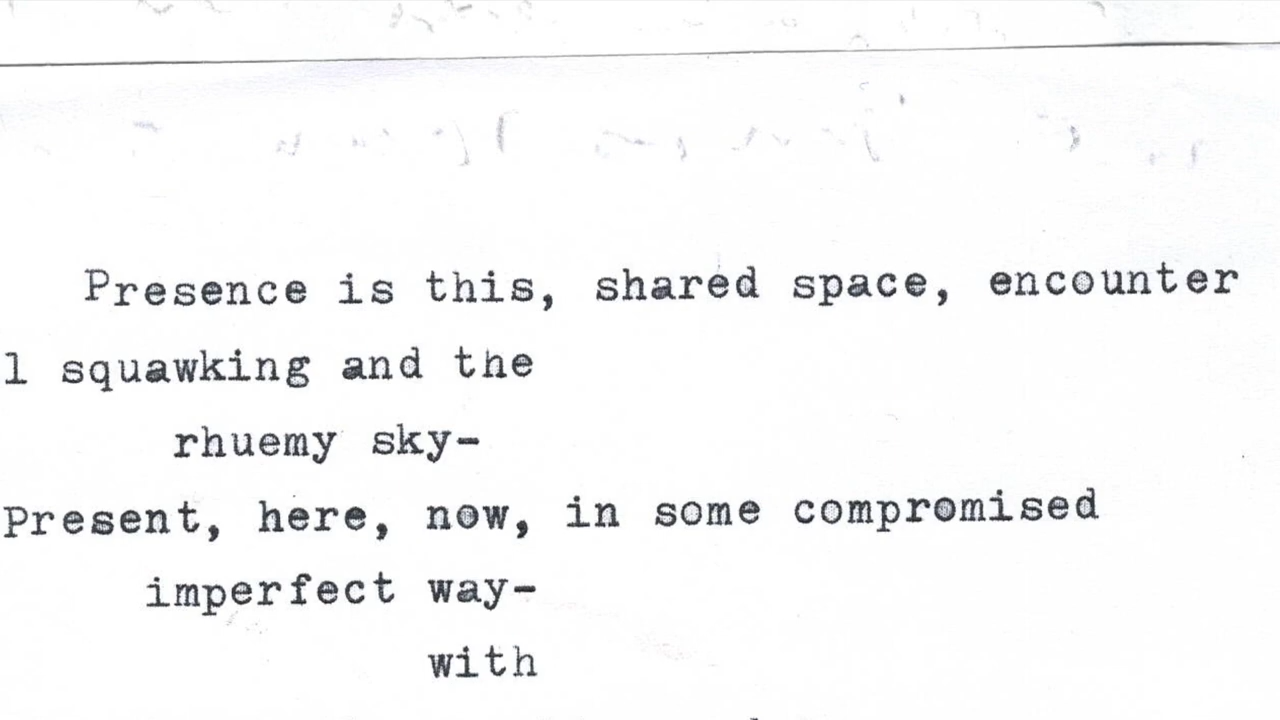 Presence is this, shared space, encounter
l squawking and the
rhuemy sky-
Present, here, now, in some compromised
imperfect way-
with